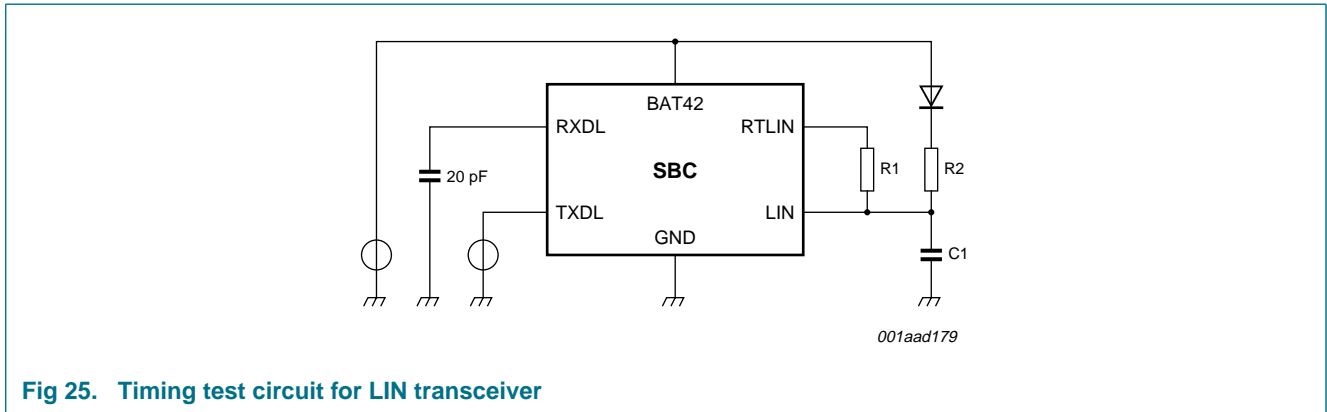 BAT42
RXDL
RTLIN
SBC
R1
R2
20 pF
TXDL
LIN
GND
C1
001aad179
Fig 25. Timing test circuit for LIN transceiver